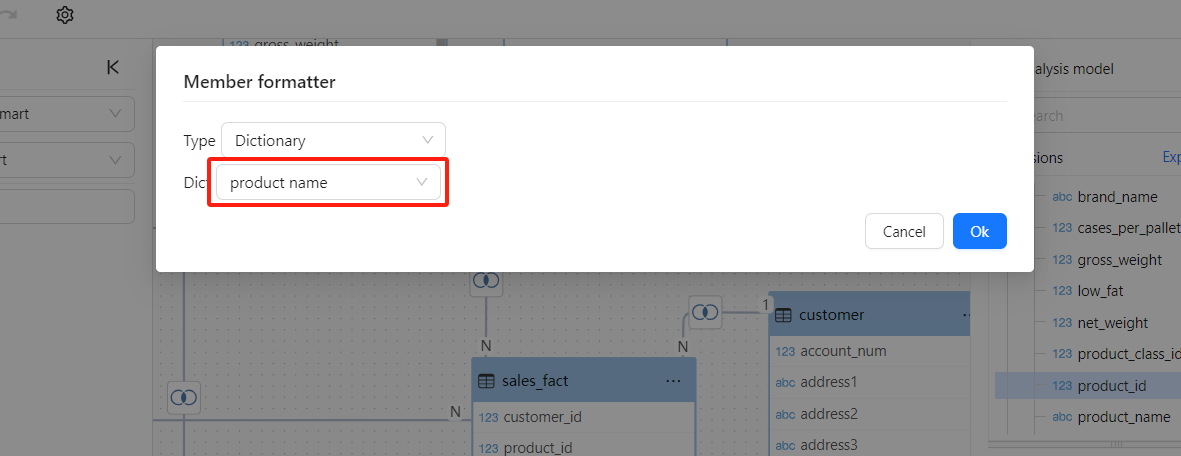 123 gross_weight
Member formatter
alysis model
mart
Type Dictionary
earch
rt
sions
Exp
Dict product name
abc brand_name
123 cases_per_pallet
Cancel
Ok
123 gross_weight
123 low_fat
1
customer
123 net_weight
N
N
123 account_num
123 product_class_id
sales_fact
abc address1
123 product_id
N
123 customer_id
abc address2
abc product_name
123 product_id
abc address3